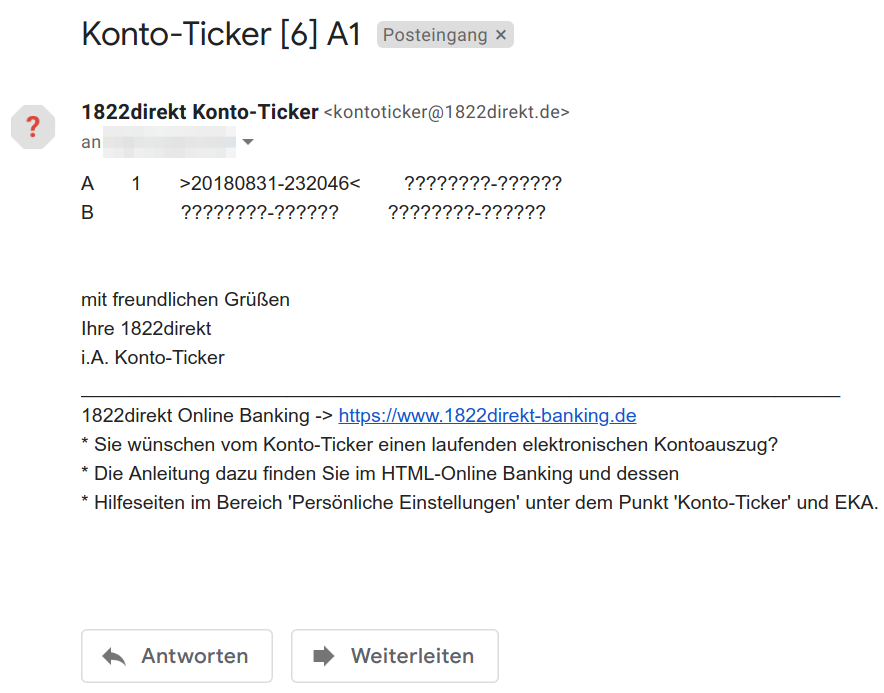 Konto-Ticker [6] A1 Posteingang ×
1822direkt Konto-Ticker <kontoticker@1822direkt.de>
?
an
A 1 >20180831-232046< ????????-??????
B ????????-?????? ????????-??????
mit freundlichen Grüßen
Ihre 1822direkt
i.A. Konto-Ticker
1822direkt Online Banking -> https://www.1822direkt-banking.de
* Sie wünschen vom Konto-Ticker einen laufenden elektronischen Kontoauszug?
* Die Anleitung dazu finden Sie im HTML-Online Banking und dessen
* Hilfeseiten im Bereich 'Persönliche Einstellungen' unter dem Punkt 'Konto-Ticker' und EKA.
Antworten Weiterleiten